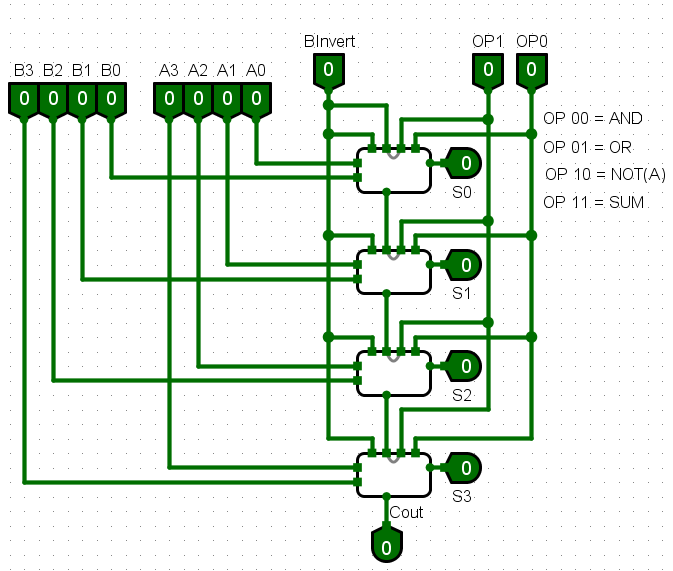 BInvert
OP1 OP0
0
0 0
B3 B2 B1 B0 A3 A2 A1 A0
0 0 0 0 0 0 0 0
OP 00 = AND
OP 01 = OR
OP 10 = NOT(A)
OP 11 = SUM
0
S0
0
S1
0
S2
0
S3
Cout
0